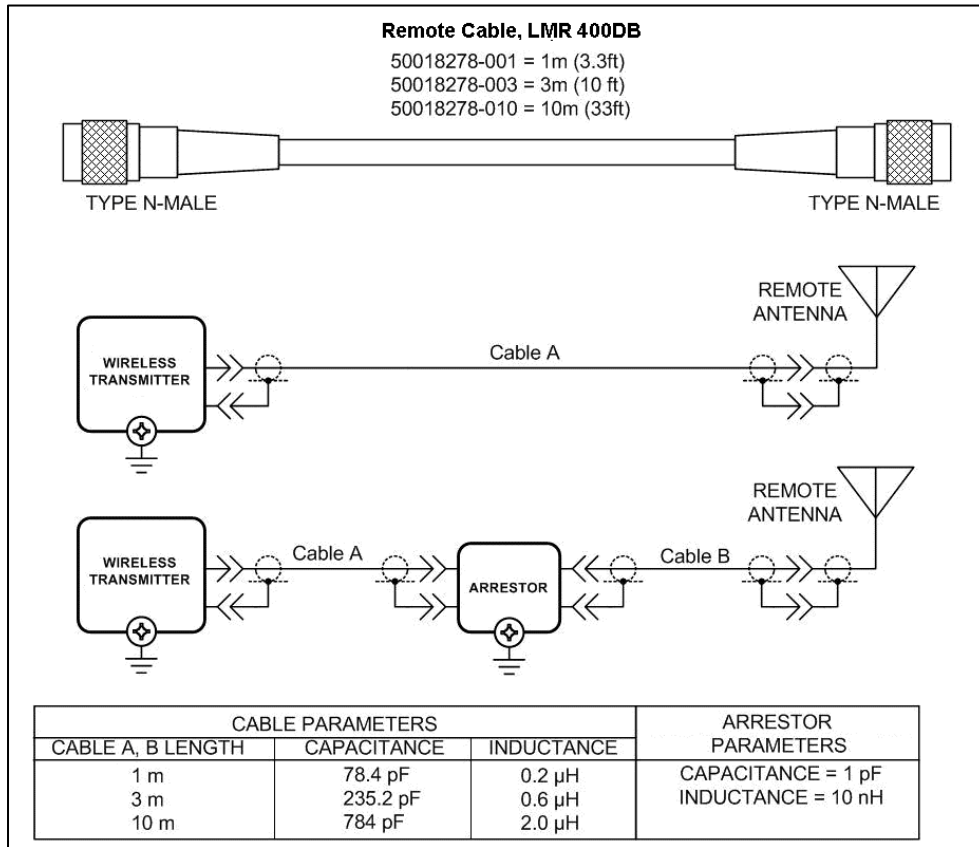 Remote Cable, LMR 400DB
50018278-001 = 1m (3.3ft)
50018278-003 = 3m (10 ft)
50018278-010 = 10m (33ft)
TYPE N-MALE
TYPE N-MALE
REMOTE
ANTENNA
WIRELESS
TRANSMITTER
Cable A
REMOTE
ANTENNA
WIRELESS
TRANSMITTER
Cable A
ARRESTOR
Cable B
CABLE PARAMETERS
CABLE A, B LENGTH
CAPACITANCE
INDUCTANCE
1 m
78.4 pF
0.2 µH
3 m
235.2 pF
0.6 µH
10 m
784 pF
2.0 µH
ARRESTOR
PARAMETERS
CAPACITANCE = 1 pF
INDUCTANCE = 10 nH